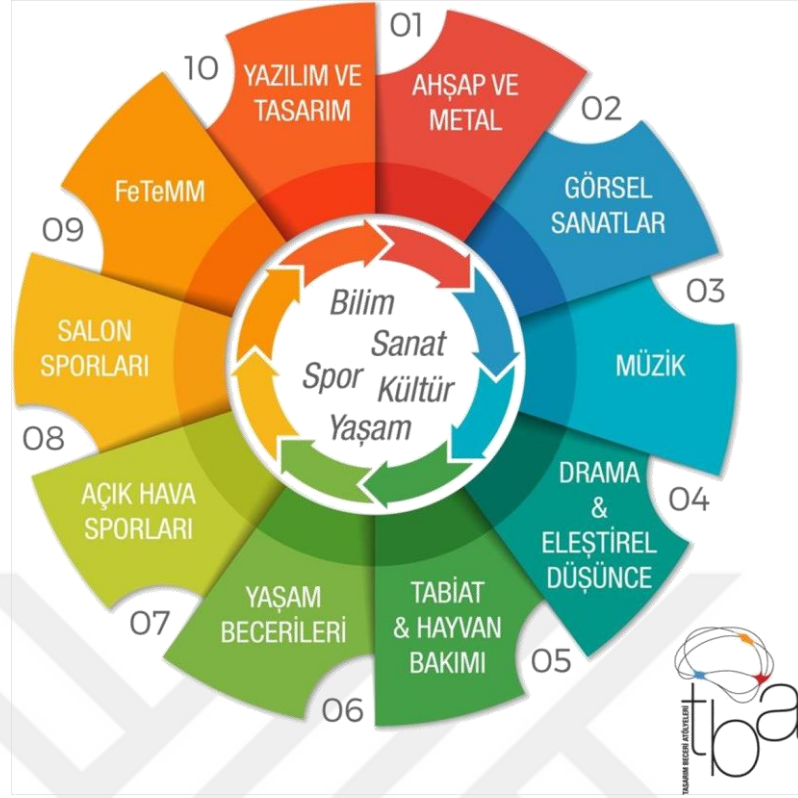 01
AHŞAP VE
METAL
02
GÖRSEL
SANATLAR
03
MÜZİK
04
DRAMA
&
ELEŞTİREL
DÜŞÜNCE
05
TABİAT
& HAYVAN
BAKIMI
06
YAŞAM
BECERİLERİ
07
AÇIK HAVA
SPORLARI
08
SALON
SPORLARI
09
FeTeMM
10
YAZILIM VE
TASARIM
Bilim
Sanat
Spor Kültür
Yaşam
TASARIM BECERİ ATÖLYELERİ
tba